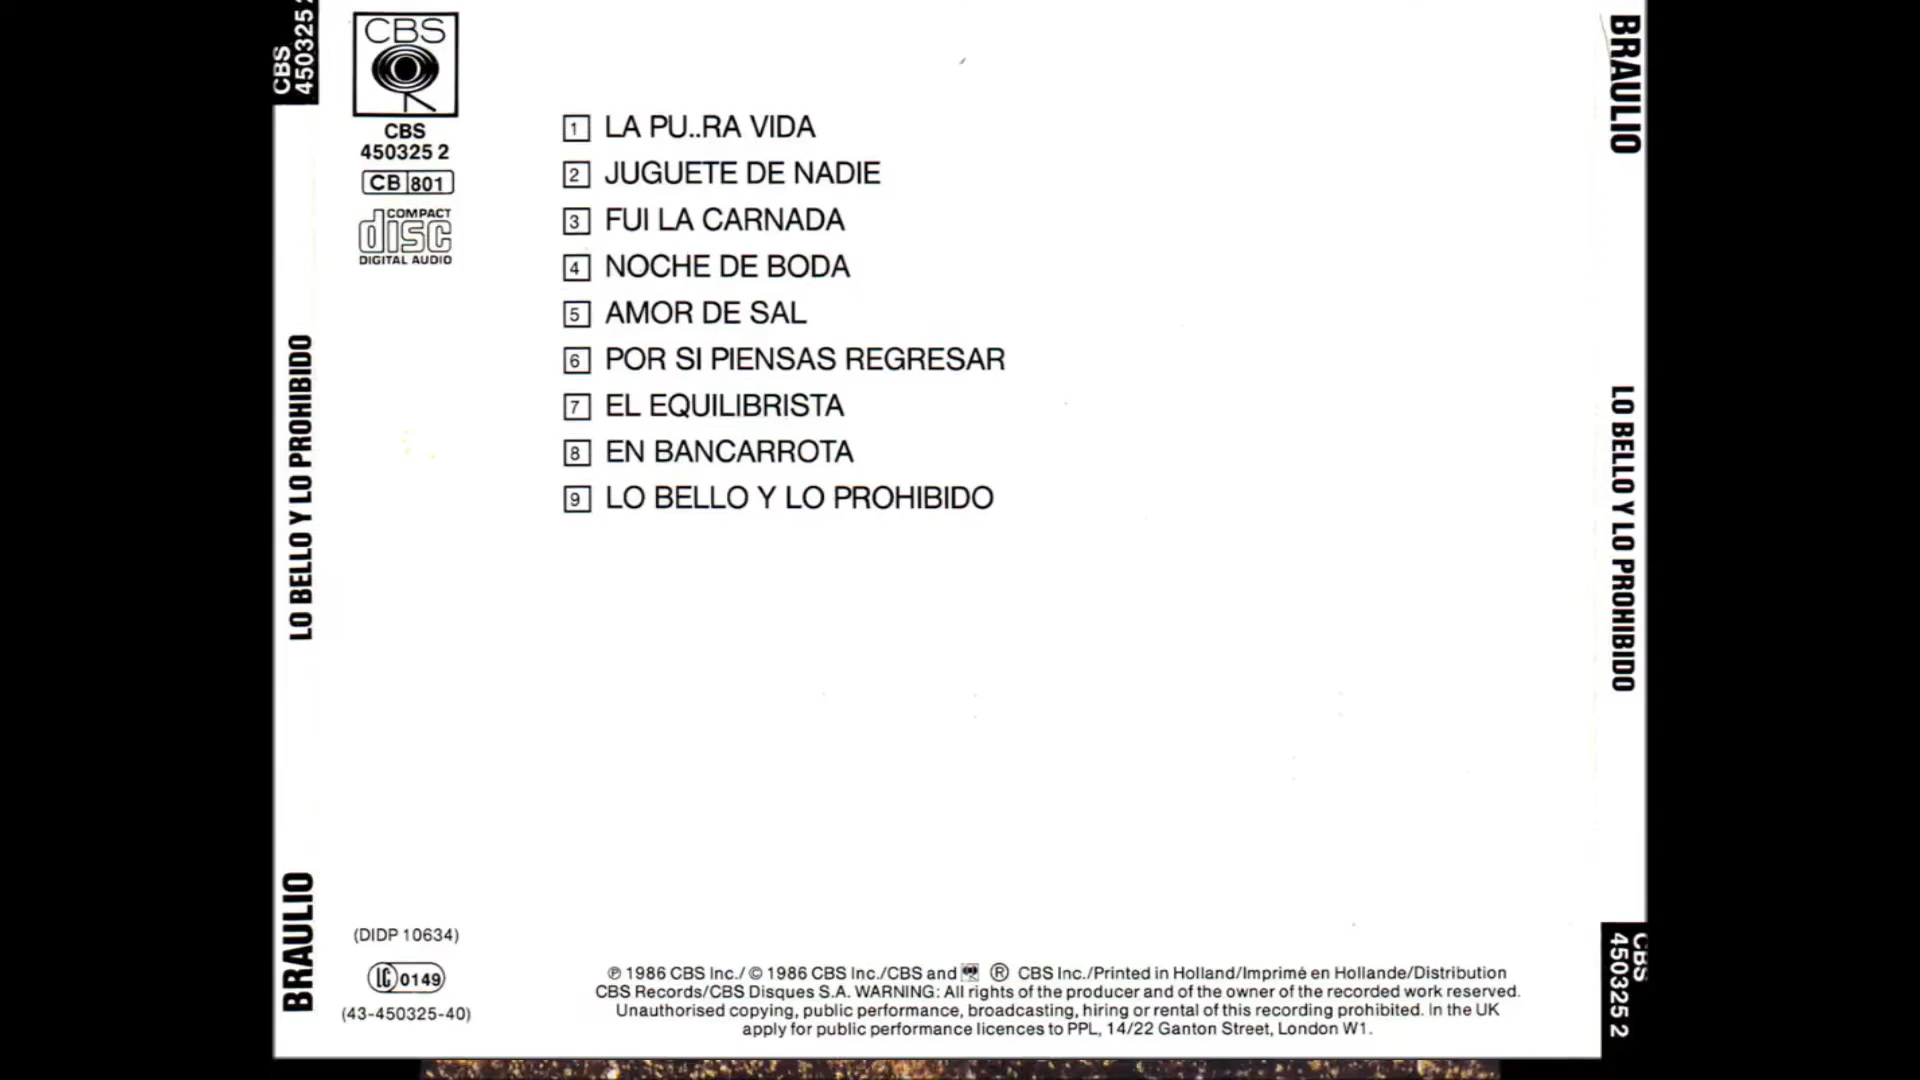 CBS
450325 2
LO BELLO Y LO PROHIBIDO
BRAULIO
CBS
CBS
450325 2
CB 801
COMPACT
disc
DIGITAL AUDIO
1 LA PU..RA VIDA
2 JUGUETE DE NADIE
3 FUI LA CARNADA
4 NOCHE DE BODA
5 AMOR DE SAL
6 POR SI PIENSAS REGRESAR
7 EL EQUILIBRISTA
8 EN BANCARROTA
9 LO BELLO Y LO PROHIBIDO
(DIDP 10634)
LC 0149
(43-450325-40)
℗ 1986 CBS Inc./ © 1986 CBS Inc./CBS and ® CBS Inc./Printed in Holland/Imprimé en Hollande/Distribution
CBS Records/CBS Disques S.A. WARNING: All rights of the producer and of the owner of the recorded work reserved.
Unauthorised copying, public performance, broadcasting, hiring or rental of this recording prohibited. In the UK
apply for public performance licences to PPL, 14/22 Ganton Street, London W1.
BRAULIO
LO BELLO Y LO PROHIBIDO
CBS
450325 2